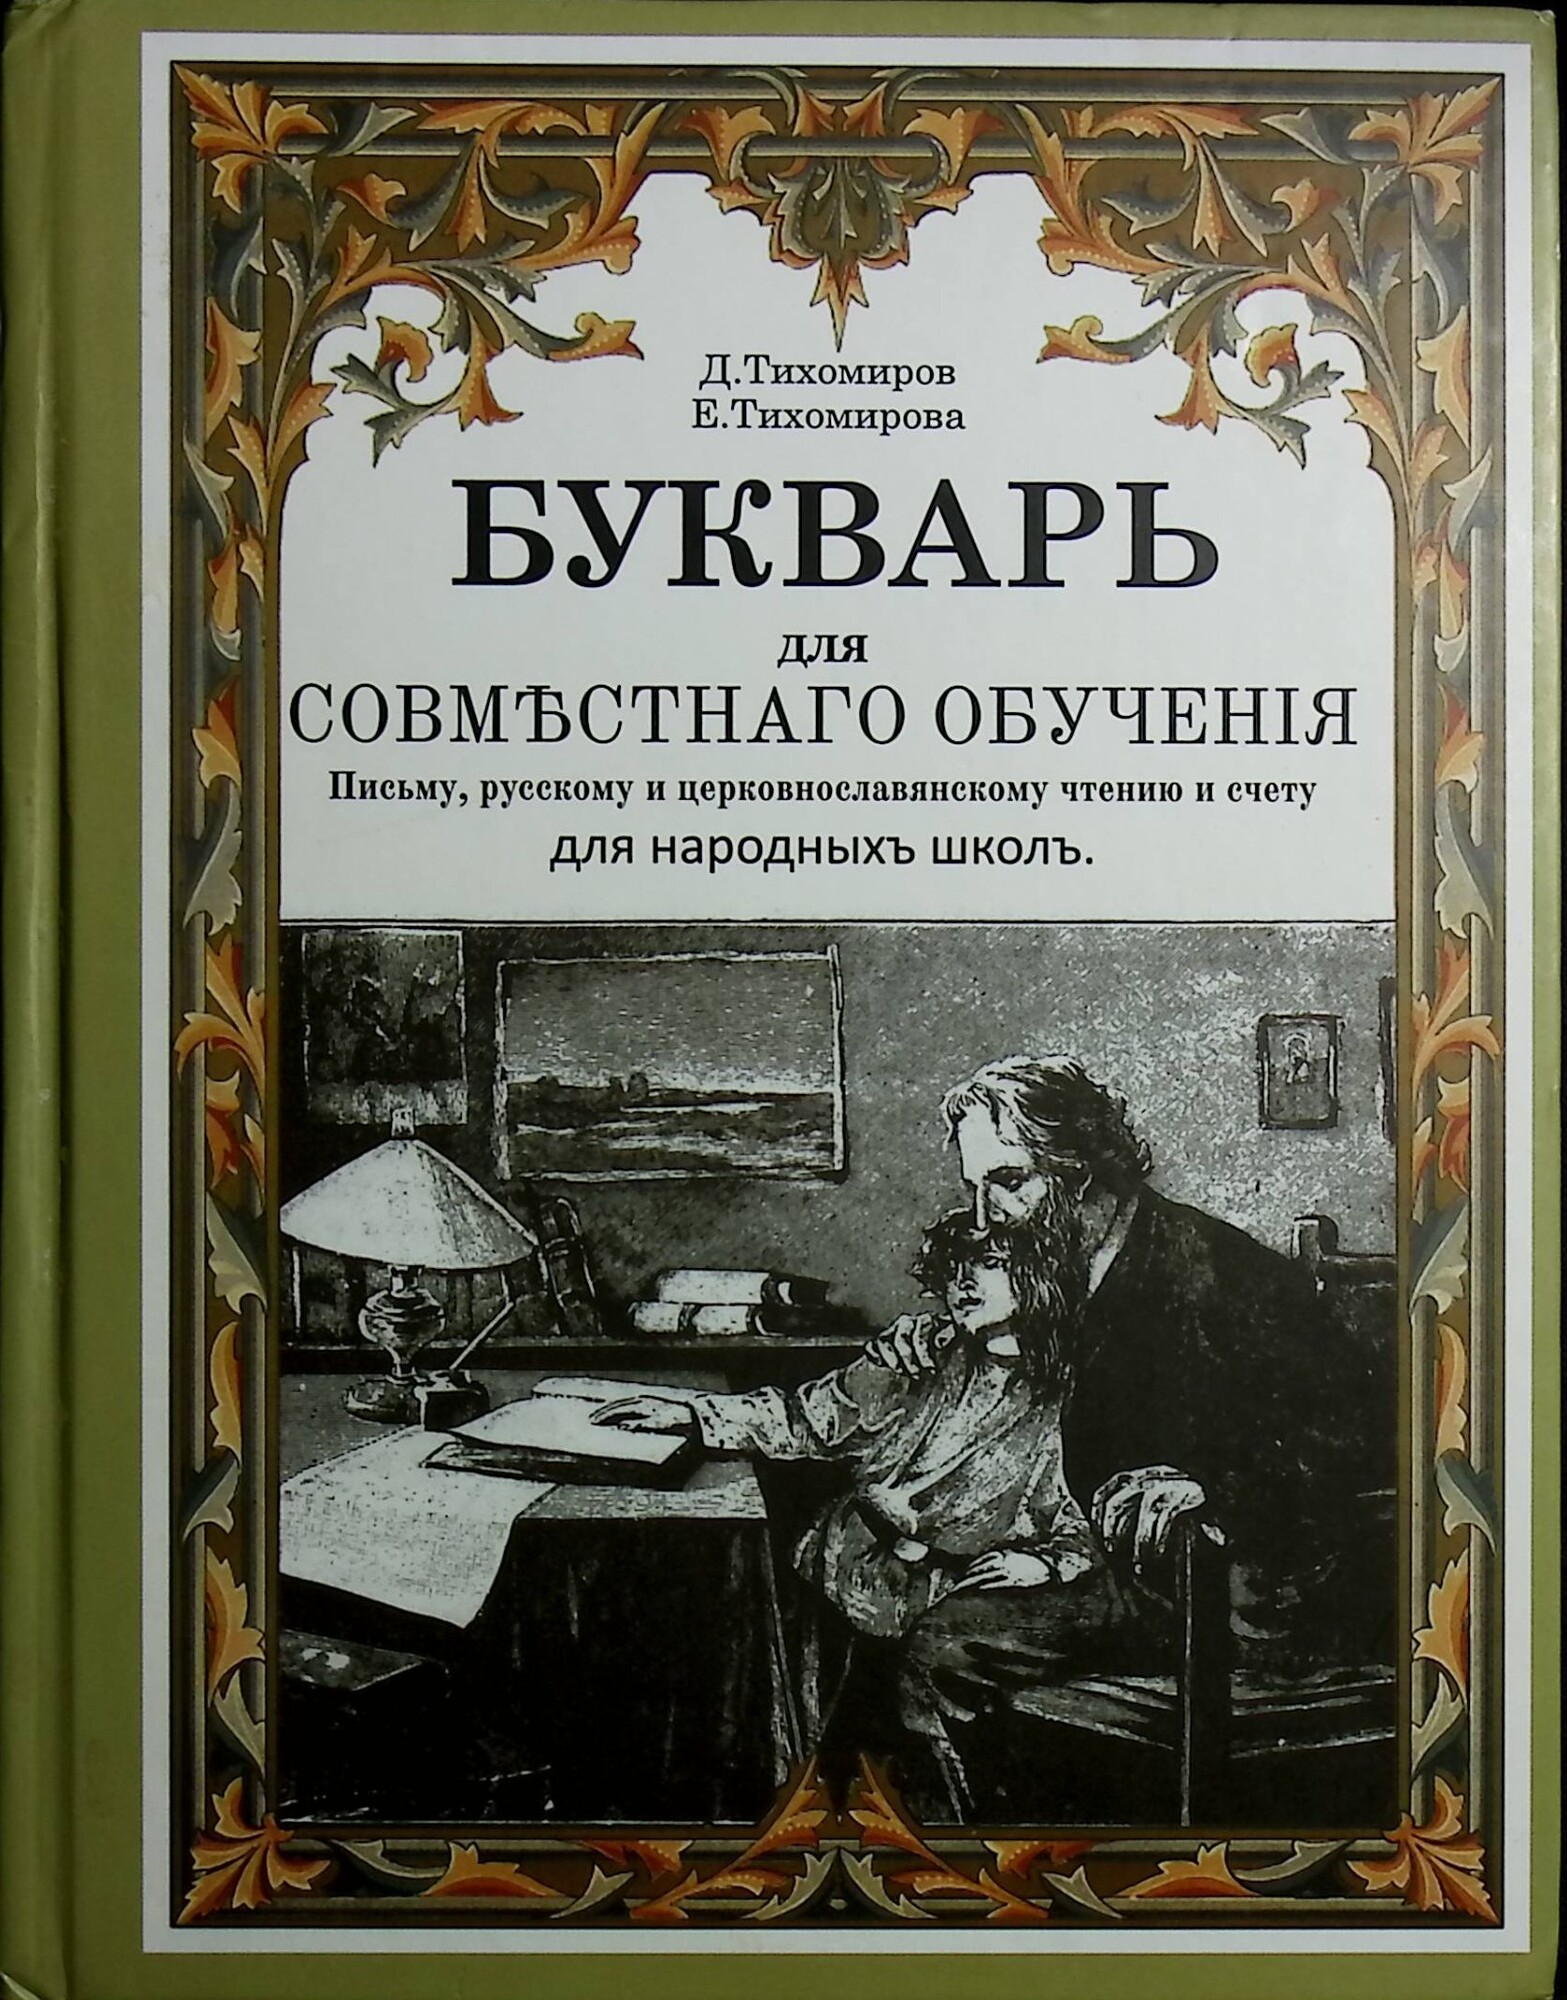 Д.Тихомиров
Е.Тихомирова
БУКВАРЬ
для
СОВМѢСТНАГО ОБУЧЕНІЯ
Письму, русскому и церковнославянскому чтению и счету
для народныхъ школъ.